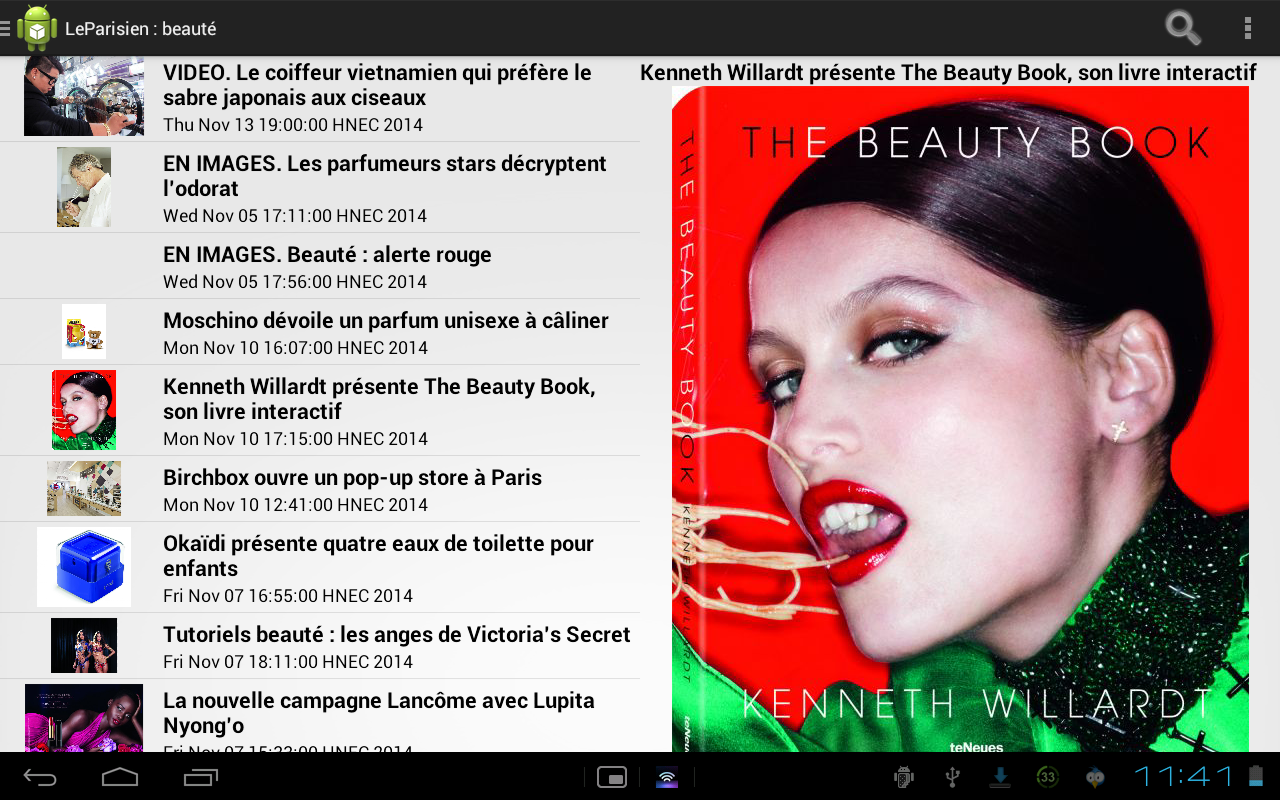 LeParisien : beauté
VIDEO. Le coiffeur vietnamien qui préfère le
sabre japonais aux ciseaux
Thu Nov 13 19:00:00 HNEC 2014
EN IMAGES. Les parfumeurs stars décryptent
l'odorat
Wed Nov 05 17:11:00 HNEC 2014
EN IMAGES. Beauté : alerte rouge
Wed Nov 05 17:56:00 HNEC 2014
Moschino dévoile un parfum unisexe à câliner
Mon Nov 10 16:07:00 HNEC 2014
Kenneth Willardt présente The Beauty Book,
son livre interactif
Mon Nov 10 17:15:00 HNEC 2014
Birchbox ouvre un pop-up store à Paris
Mon Nov 10 12:41:00 HNEC 2014
Okaïdi présente quatre eaux de toilette pour
enfants
Fri Nov 07 16:55:00 HNEC 2014
Tutoriels beauté : les anges de Victoria's Secret
Fri Nov 07 18:11:00 HNEC 2014
La nouvelle campagne Lancôme avec Lupita
Nyong'o
Fri Nov 07 15:33:00 HNEC 2014
Kenneth Willardt présente The Beauty Book, son livre interactif
THE BEAUTY BOOK
THE BEAUTY BOOK KENNETH WILLARDT
KENNETH WILLARDT
teNeues
33
11:41